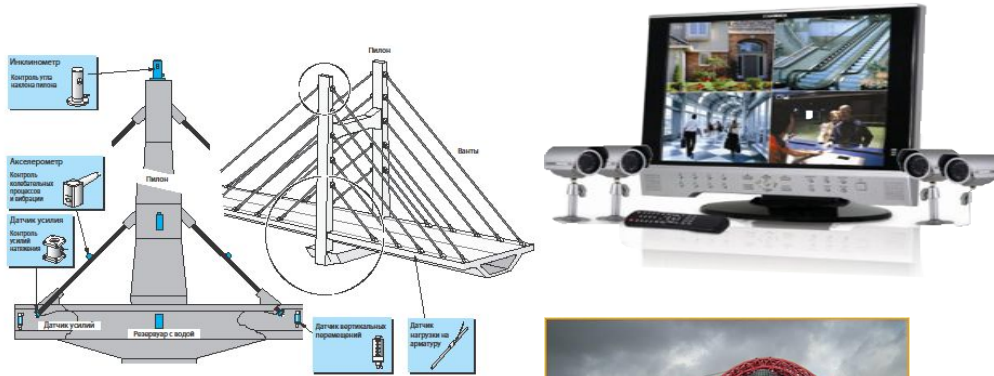 Инклинометр
Контроль угла
наклона пилона
Акселерометр
Контроль
колебательных
процессов
и вибрации
Датчик усилия
Контроль
усилий
натяжения
Пилон
Датчик усилий
Резервуар с водой
Пилон
Ванты
Датчик вертикальных
перемещений
Датчик
нагрузки на
арматуру